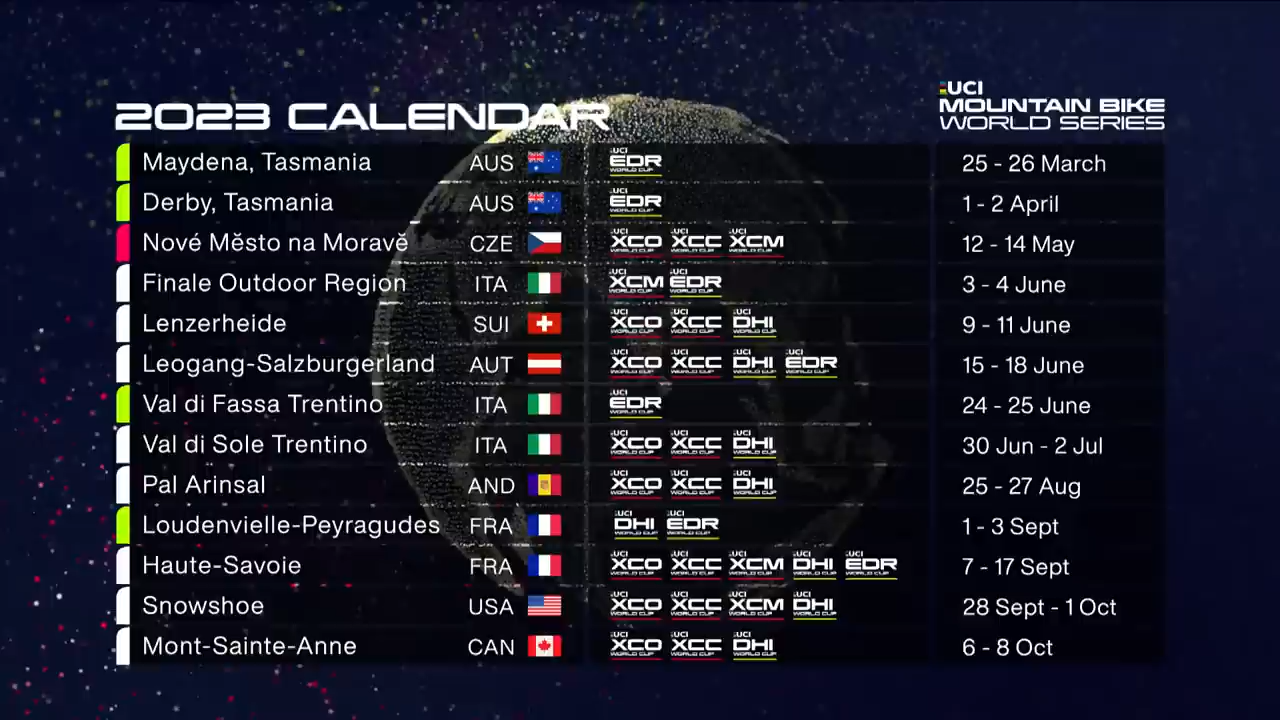 2023 CALENDAR
UCI
MOUNTAIN BIKE
WORLD SERIES
Maydena, Tasmania AUS UCI EDR WORLD CUP 25 - 26 March
Derby, Tasmania AUS UCI EDR WORLD CUP 1 - 2 April
Nové Město na Moravě CZE UCI XCO WORLD CUP UCI XCC WORLD CUP UCI XCM WORLD CUP 12 - 14 May
Finale Outdoor Region ITA UCI XCM WORLD CUP UCI EDR WORLD CUP 3 - 4 June
Lenzerheide SUI UCI XCO WORLD CUP UCI XCC WORLD CUP UCI DHI WORLD CUP 9 - 11 June
Leogang-Salzburgerland AUT UCI XCO WORLD CUP UCI XCC WORLD CUP UCI DHI WORLD CUP UCI EDR WORLD CUP 15 - 18 June
Val di Fassa Trentino ITA UCI EDR WORLD CUP 24 - 25 June
Val di Sole Trentino ITA UCI XCO WORLD CUP UCI XCC WORLD CUP UCI DHI WORLD CUP 30 Jun - 2 Jul
Pal Arinsal AND UCI XCO WORLD CUP UCI XCC WORLD CUP UCI DHI WORLD CUP 25 - 27 Aug
Loudenvielle-Peyragudes FRA UCI DHI WORLD CUP UCI EDR WORLD CUP 1 - 3 Sept
Haute-Savoie FRA UCI XCO WORLD CUP UCI XCC WORLD CUP UCI XCM WORLD CUP UCI DHI WORLD CUP UCI EDR WORLD CUP 7 - 17 Sept
Snowshoe USA UCI XCO WORLD CUP UCI XCC WORLD CUP UCI XCM WORLD CUP UCI DHI WORLD CUP 28 Sept - 1 Oct
Mont-Sainte-Anne CAN UCI XCO WORLD CUP UCI XCC WORLD CUP UCI DHI WORLD CUP 6 - 8 Oct